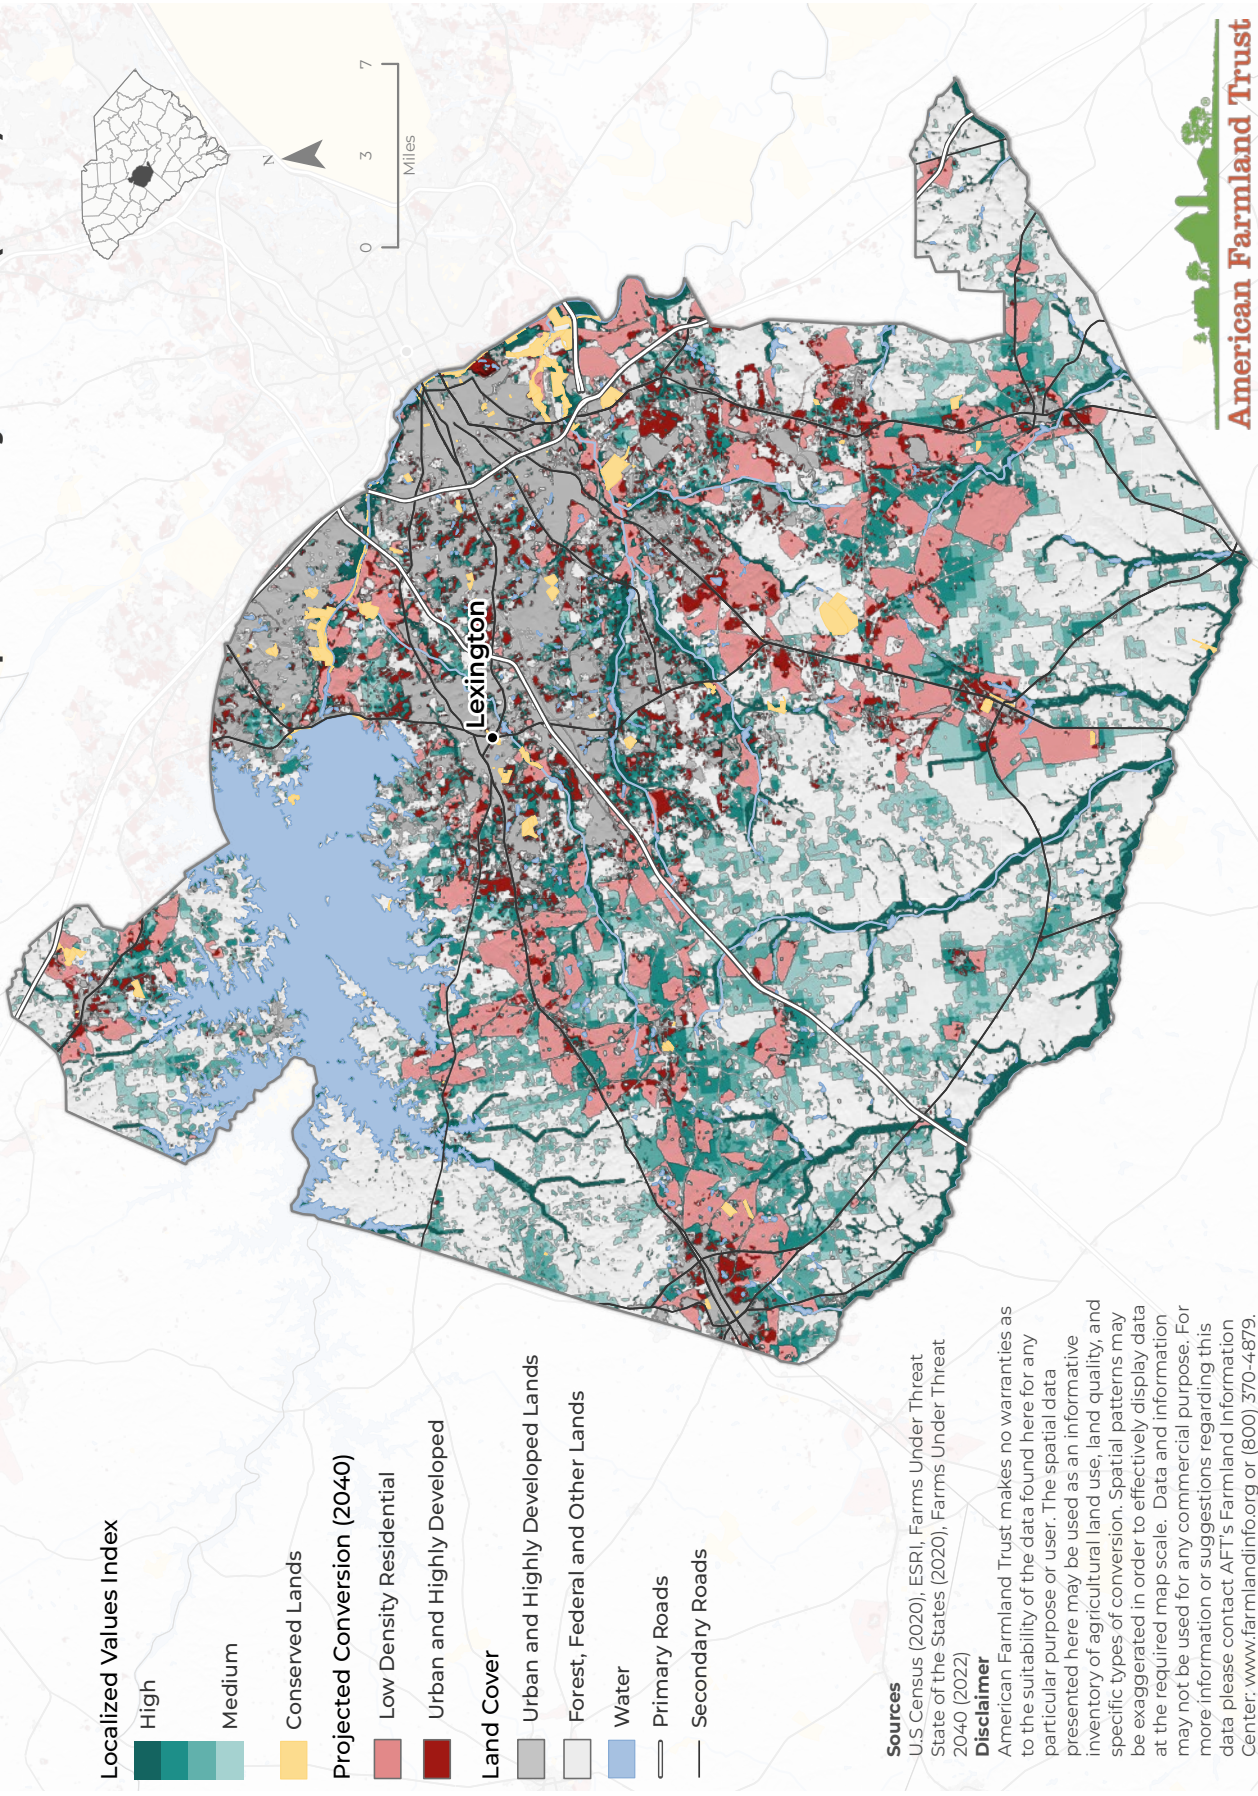 Localized Values Index
High
Medium
Conserved Lands
Projected Conversion (2040)
Low Density Residential
Urban and Highly Developed
Land Cover
Urban and Highly Developed Lands
Forest, Federal and Other Lands
Water
Primary Roads
Secondary Roads
Sources
U.S Census (2020), ESRI, Farms Under Threat
State of the States (2020), Farms Under Threat
2040 (2022)
Disclaimer
American Farmland Trust makes no warranties as
to the suitability of the data found here for any
particular purpose or user. The spatial data
presented here may be used as an informative
inventory of agricultural land use, land quality, and
specific types of conversion. Spatial patterns may
be exaggerated in order to effectively display data
at the required map scale. Data and information
may not be used for any commercial purpose. For
more information or suggestions regarding this
data please contact AFT's Farmland Information
Center: www.farmlandinfo.org or (800) 370-4879.
Lexington
N
0 3 7
Miles
American Farmland Trust